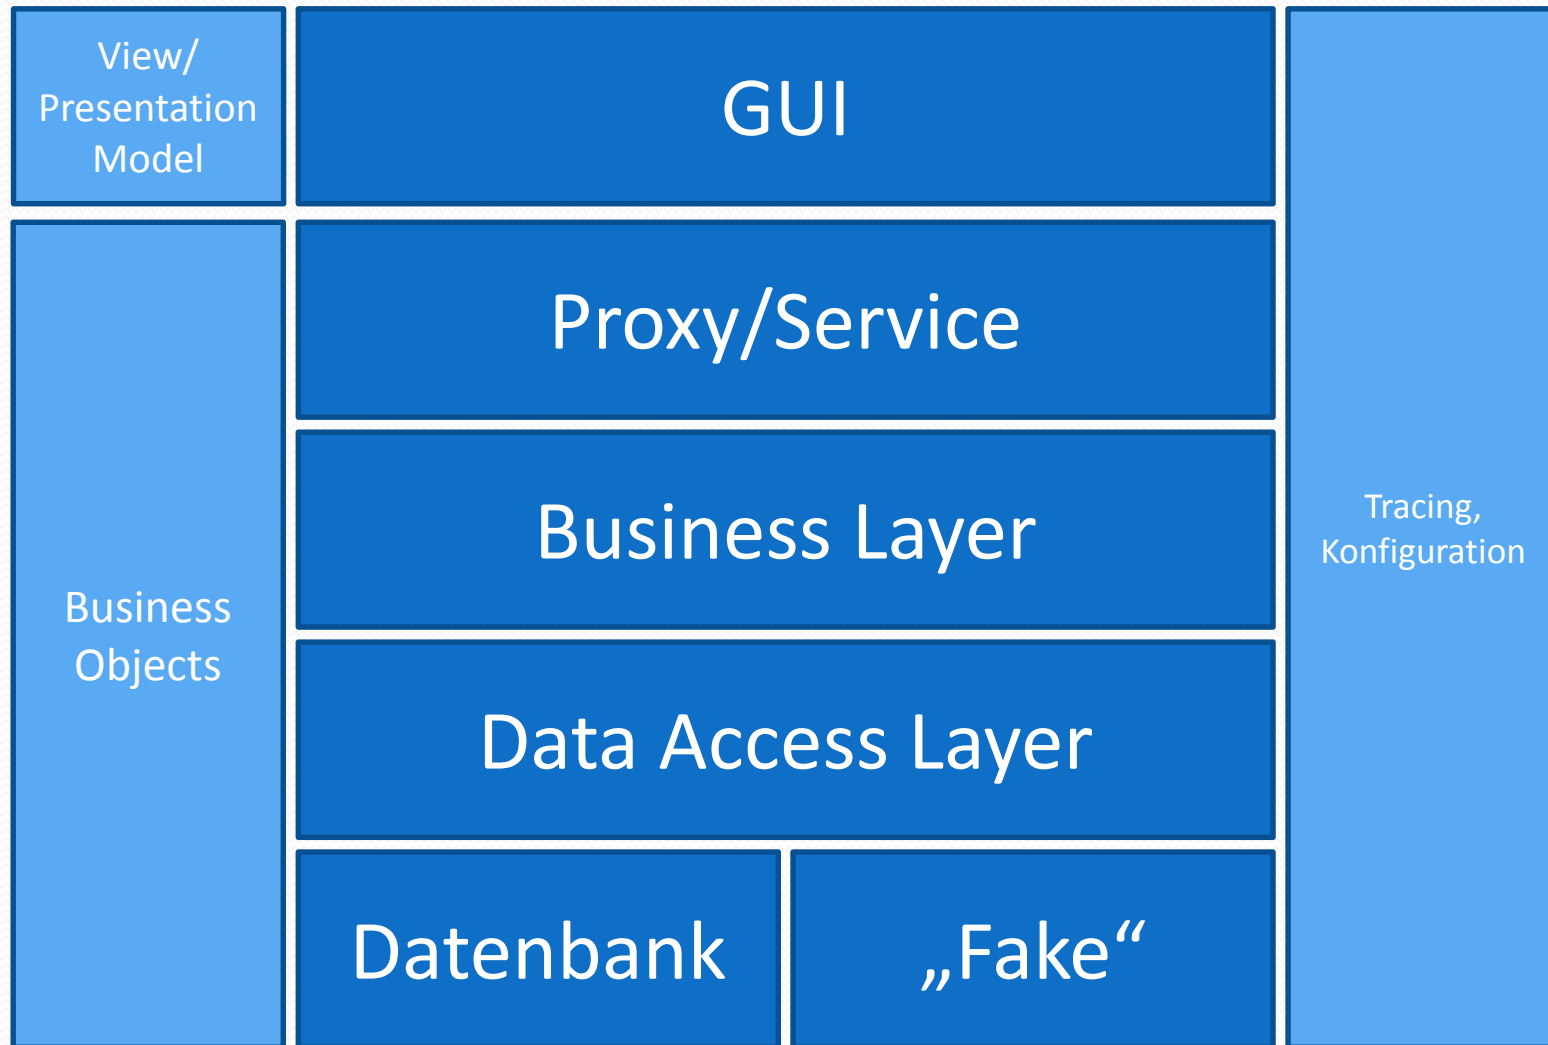 View/
Presentation
Model
GUI
Proxy/Service
Business Layer
Tracing,
Konfiguration
Business
Objects
Data Access Layer
Datenbank
„Fake“